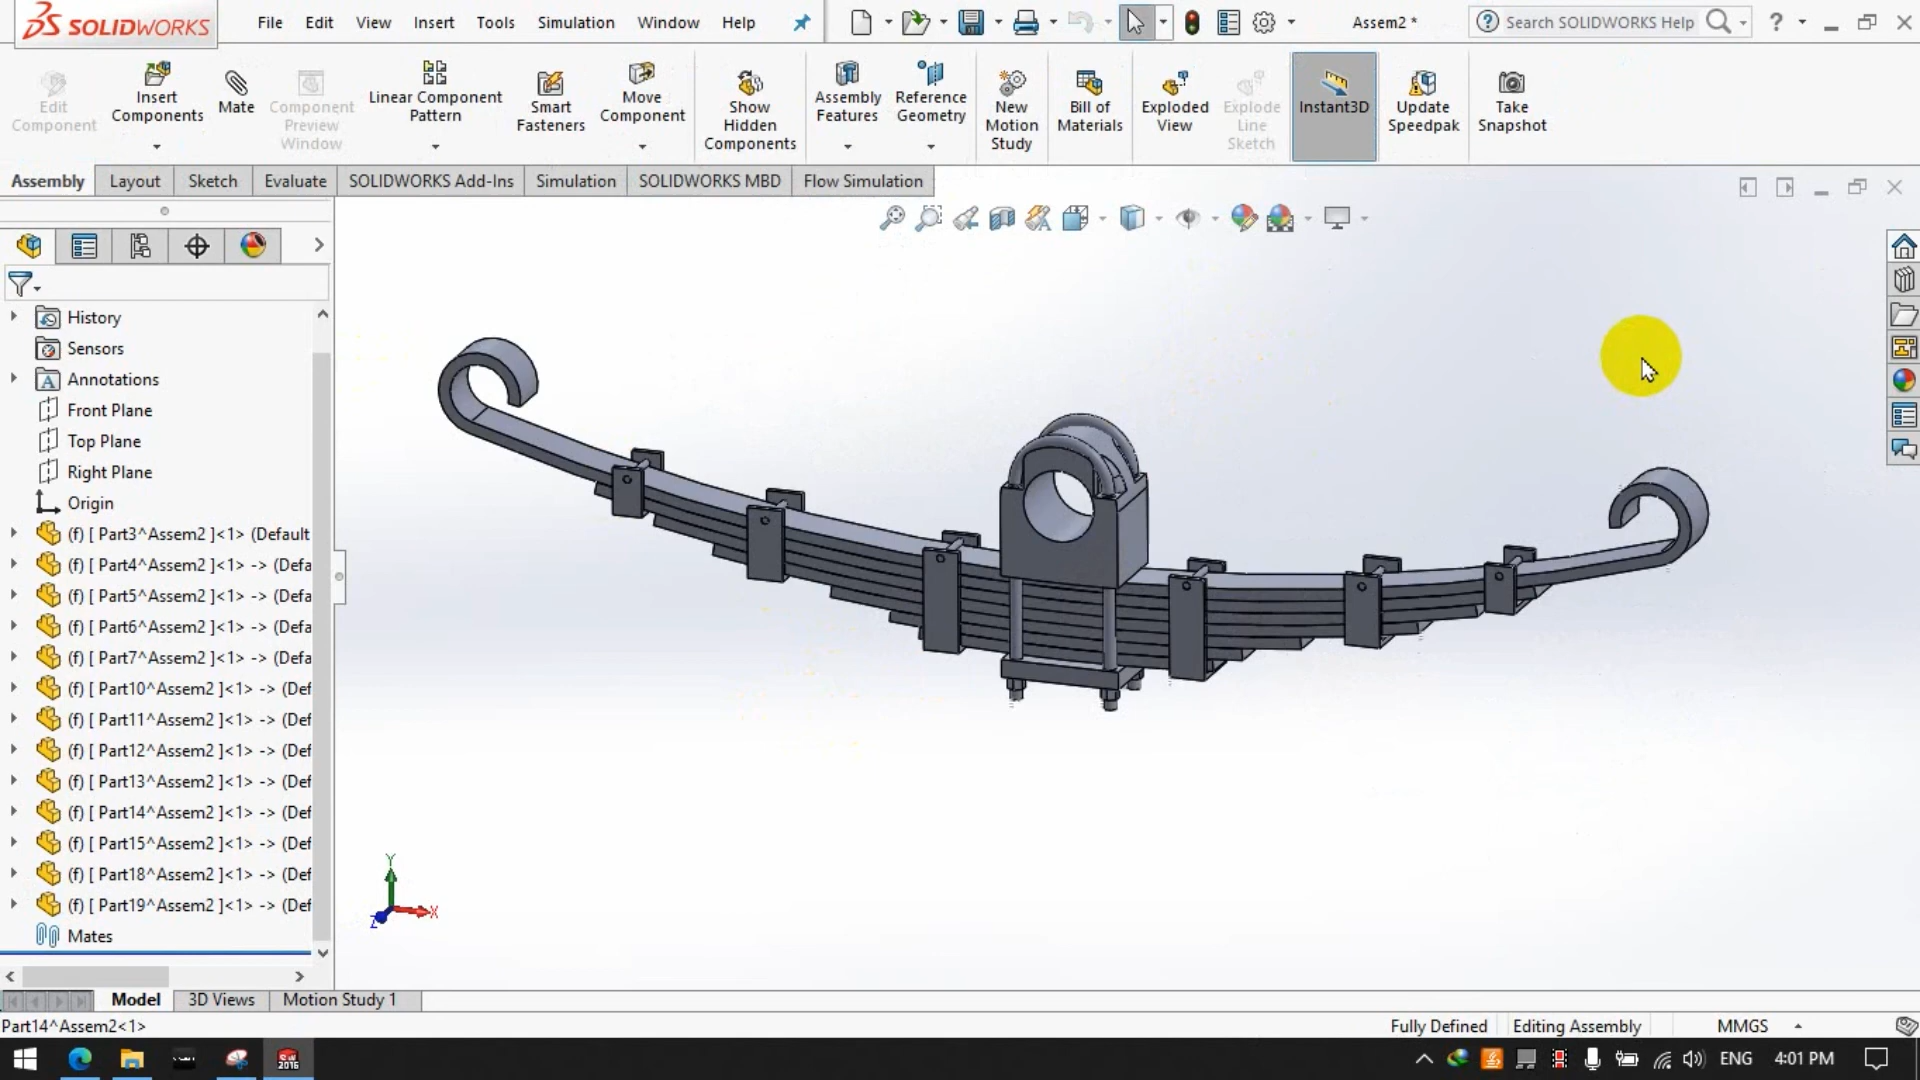 SOLIDWORKS File Edit View Insert Tools Simulation Window Help Assem2 * Search SOLIDWORKS Help ?
Edit Component
Insert Components
Mate
Component Preview Window
Linear Component Pattern
Smart Fasteners
Move Component
Show Hidden Components
Assembly Features
Reference Geometry
New Motion Study
Bill of Materials
Exploded View
Explode Line Sketch
Instant3D
Update Speedpak
Take Snapshot
Assembly Layout Sketch Evaluate SOLIDWORKS Add-Ins Simulation SOLIDWORKS MBD Flow Simulation
History
Sensors
Annotations
Front Plane
Top Plane
Right Plane
Origin
(f) [ Part3^Assem2 ]<1> (Default
(f) [ Part4^Assem2 ]<1> -> (Defa
(f) [ Part5^Assem2 ]<1> -> (Defa
(f) [ Part6^Assem2 ]<1> -> (Defa
(f) [ Part7^Assem2 ]<1> -> (Defa
(f) [ Part10^Assem2 ]<1> -> (Def
(f) [ Part11^Assem2 ]<1> -> (Def
(f) [ Part12^Assem2 ]<1> -> (Def
(f) [ Part13^Assem2 ]<1> -> (Def
(f) [ Part14^Assem2 ]<1> -> (Def
(f) [ Part15^Assem2 ]<1> -> (Def
(f) [ Part18^Assem2 ]<1> -> (Def
(f) [ Part19^Assem2 ]<1> -> (Def
Mates
Y
X
Z
Model 3D Views Motion Study 1
Part14^Assem2<1> Fully Defined Editing Assembly MMGS
SW 2016 ENG 4:01 PM